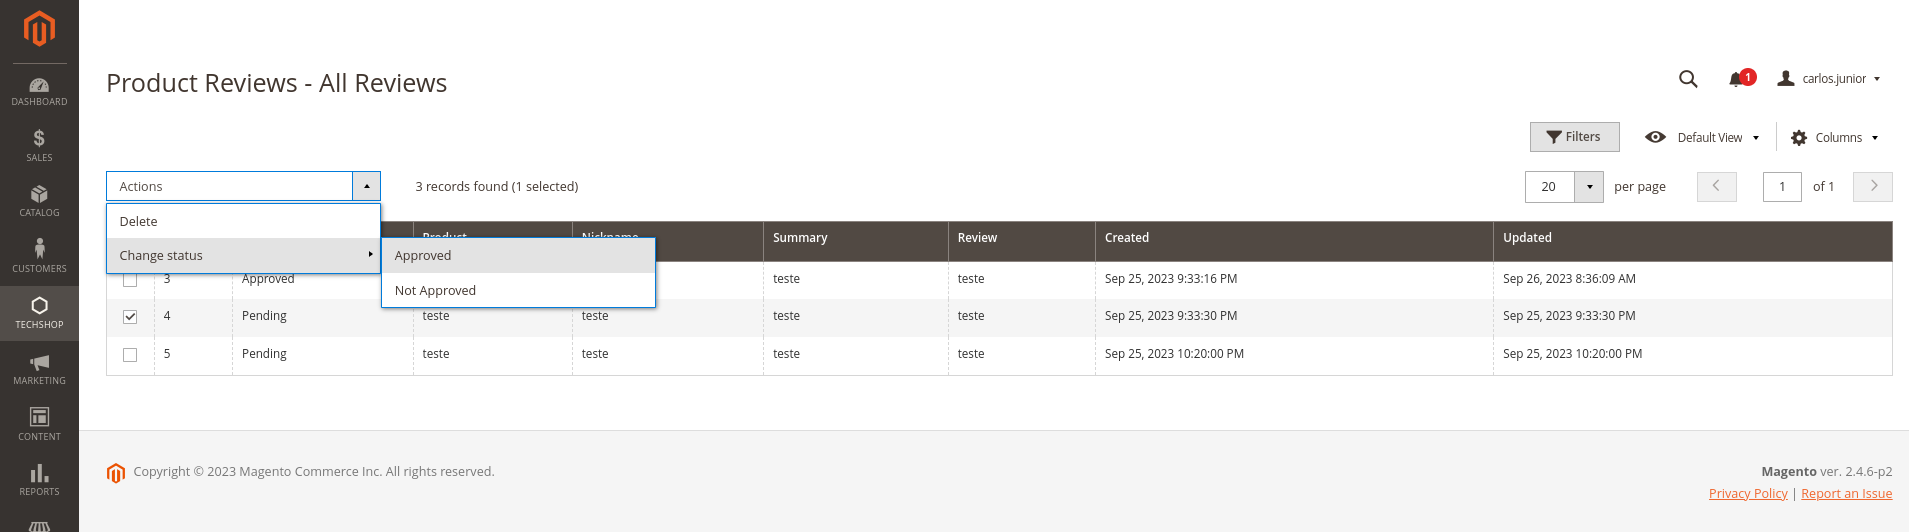 Product Reviews - All Reviews
1
carlos.junior
DASHBOARD
SALES
CATALOG
CUSTOMERS
TECHSHOP
MARKETING
CONTENT
REPORTS
Filters
Default View
Columns
Actions
3 records found (1 selected)
20 per page
1 of 1
Delete
Change status
Approved
Not Approved
Product Nickname Summary Review Created Updated
3 Approved teste teste Sep 25, 2023 9:33:16 PM Sep 26, 2023 8:36:09 AM
4 Pending teste teste teste teste Sep 25, 2023 9:33:30 PM Sep 25, 2023 9:33:30 PM
5 Pending teste teste teste teste Sep 25, 2023 10:20:00 PM Sep 25, 2023 10:20:00 PM
Copyright © 2023 Magento Commerce Inc. All rights reserved.
Magento ver. 2.4.6-p2
Privacy Policy | Report an Issue